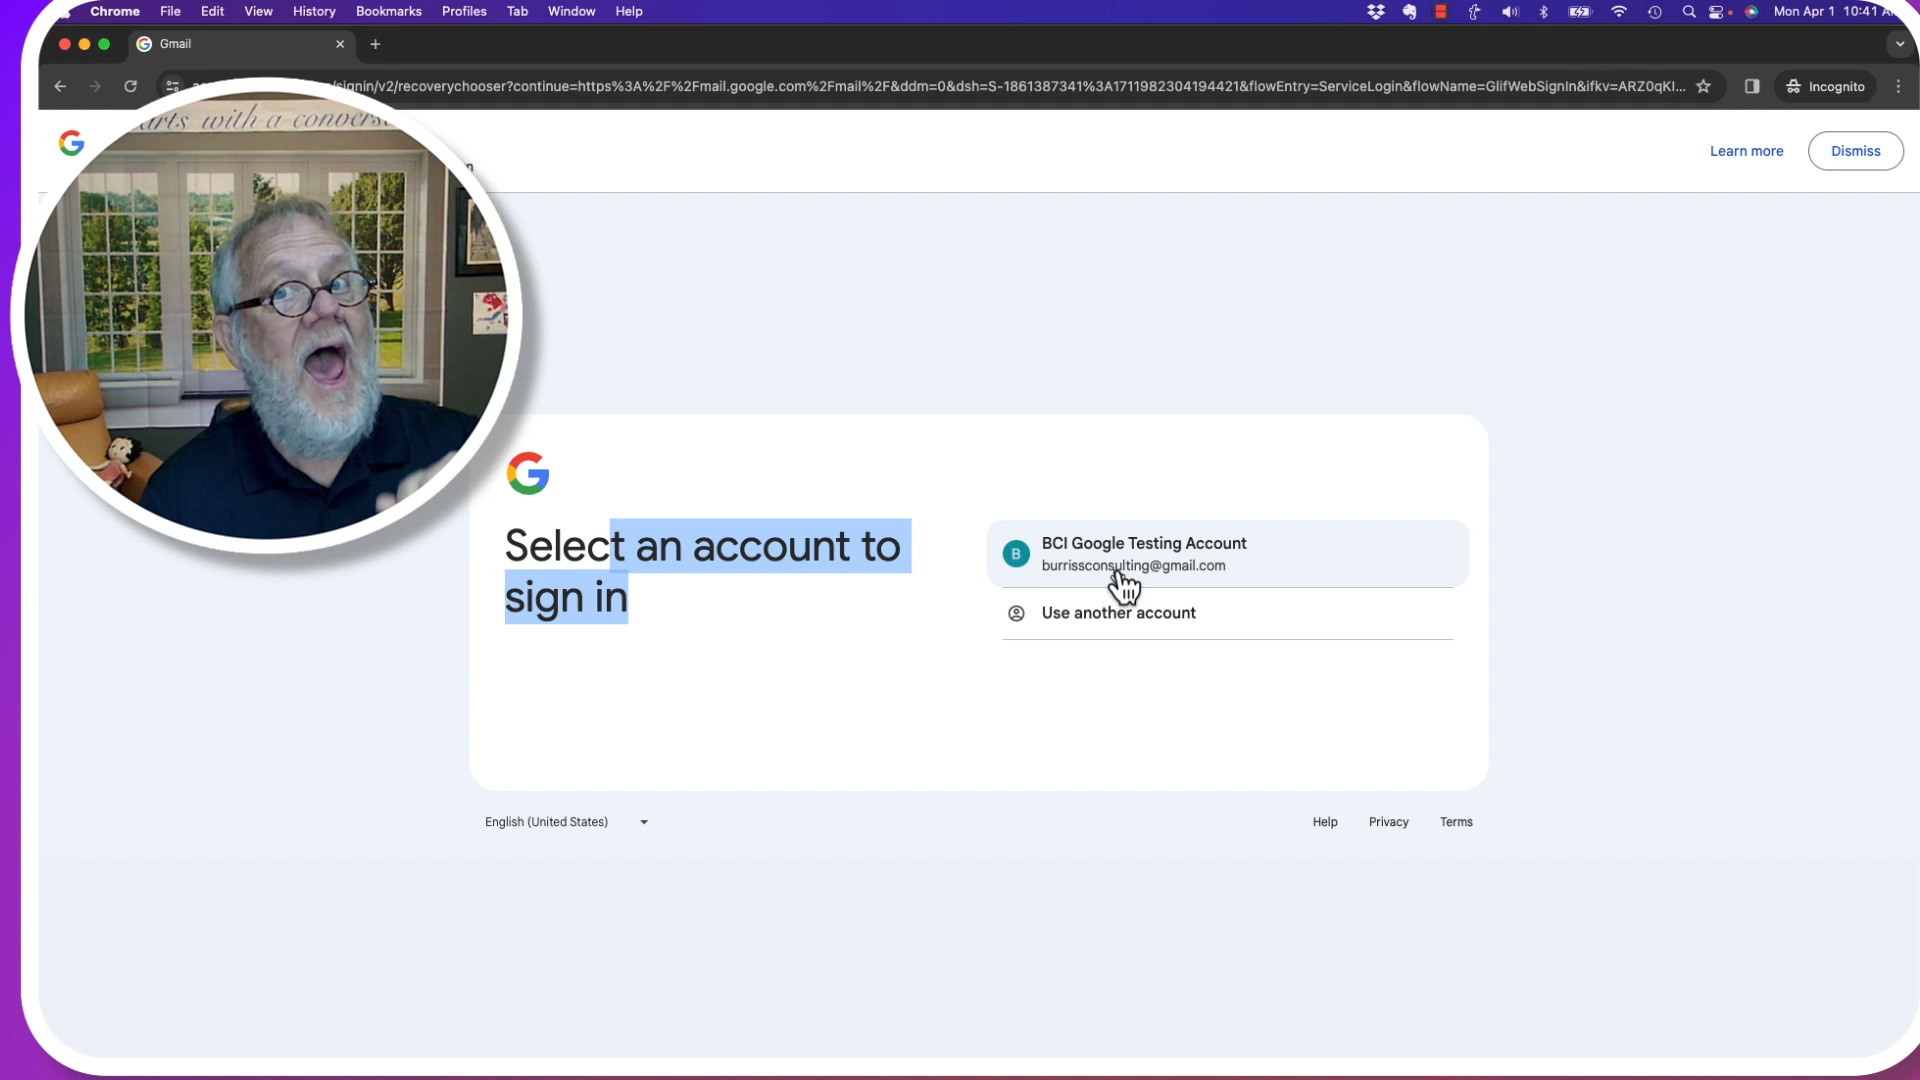 Chrome File Edit View History Bookmarks Profiles Tab Window Help
Mon Apr 1 10:41
Gmail
signin/v2/recoverychooser?continue=https%3A%2F%2Fmail.google.com%2Fmail%2F&ddm=0&dsh=S-1861387341%3A1711982304194421&flowEntry=ServiceLogin&flowName=GlifWebSignIn&ifkv=ARZ0qKI...
Incognito
with a
Learn more
Dismiss
Select an account to
sign in
B
BCI Google Testing Account
burrissconsulting@gmail.com
Use another account
English (United States)
Help
Privacy
Terms